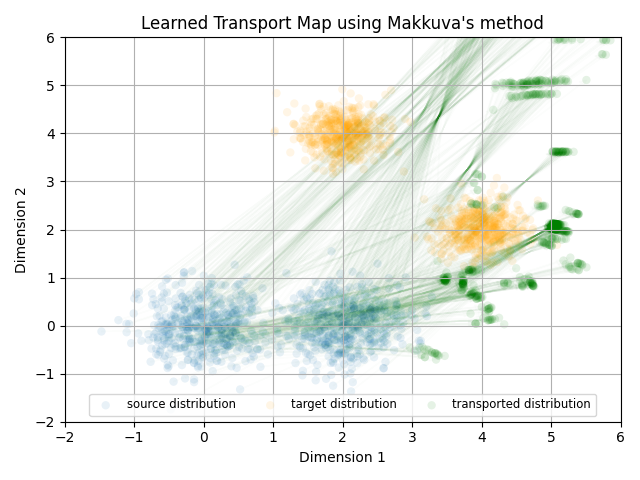 Learned Transport Map using Makkuva's method
6
5
4
3
2
1
0
−1
−2
Dimension 2
source distribution
target distribution
transported distribution
−2 −1 0 1 2 3 4 5 6
Dimension 1